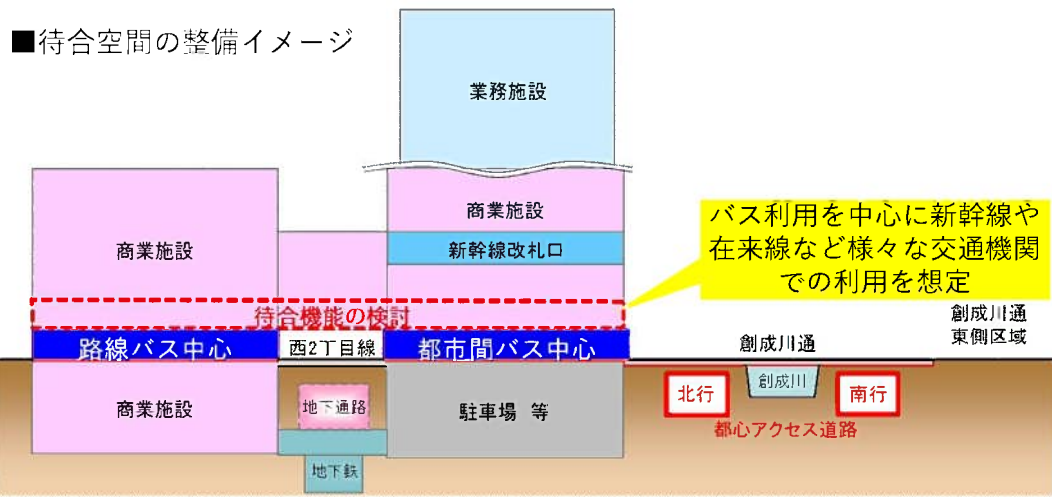 ■待合空間の整備イメージ
業務施設
商業施設
商業施設
新幹線改札口
バス利用を中心に新幹線や
在来線など様々な交通機関
での利用を想定
待合機能の検討
創成川通
東側区域
路線バス中心
西2丁目線
都市間バス中心
創成川通
商業施設
地下通路
駐車場 等
北行
創成川
南行
都心アクセス道路
地下鉄